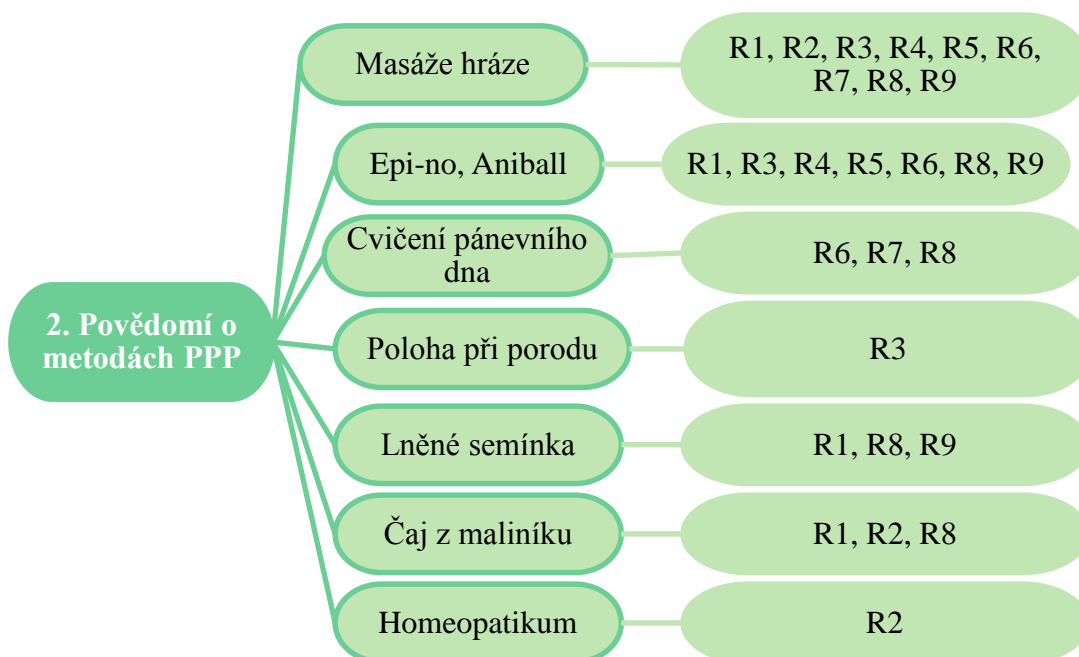 Masáže hráze
R1, R2, R3, R4, R5, R6,
R7, R8, R9
Epi-no, Aniball
R1, R3, R4, R5, R6, R8, R9
Cvičení pánevního
dna
R6, R7, R8
2. Povědomí o
metodách PPP
Poloha při porodu
R3
Lněné semínka
R1, R8, R9
Čaj z maliníku
R1, R2, R8
Homeopatikum
R2